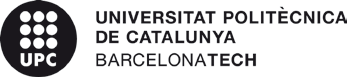 UPC
UNIVERSITAT POLITÈCNICA
DE CATALUNYA
BARCELONATECH